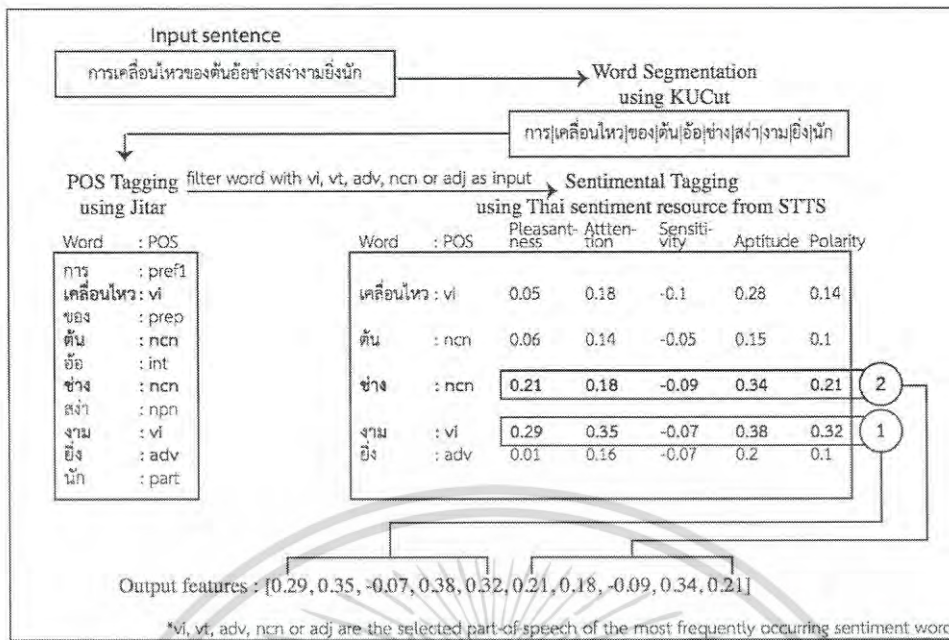 Input sentence
การเคลื่อนไหวของต้นอ้อช่างสง่างามยิ่งนัก
Word Segmentation
using KUCut
การ|เคลื่อนไหว|ของ|ต้น|อ้อ|ช่าง|สง่า|งาม|ยิ่ง|นัก
POS Tagging
using Jitar
filter word with vi, vt, adv, ncn or adj as input
Sentimental Tagging
using Thai sentiment resource from STTS
Word : POS
การ : pref1
เคลื่อนไหว : vi
ของ : prep
ต้น : ncn
อ้อ : int
ช่าง : ncn
สง่า : npn
งาม : vi
ยิ่ง : adv
นัก : part
Word : POS Pleasant-ness Attten-tion Sensiti-vity Aptitude Polarity
เคลื่อนไหว : vi 0.05 0.18 -0.1 0.28 0.14
ต้น : ncn 0.06 0.14 -0.05 0.15 0.1
ช่าง : ncn 0.21 0.18 -0.09 0.34 0.21 2
งาม : vi 0.29 0.35 -0.07 0.38 0.32 1
ยิ่ง : adv 0.01 0.16 -0.07 0.2 0.1
Output features : [0.29, 0.35, -0.07, 0.38, 0.32, 0.21, 0.18, -0.09, 0.34, 0.21]
*vi, vt, adv, ncn or adj are the selected part-of-speech of the most frequently occurring sentiment word